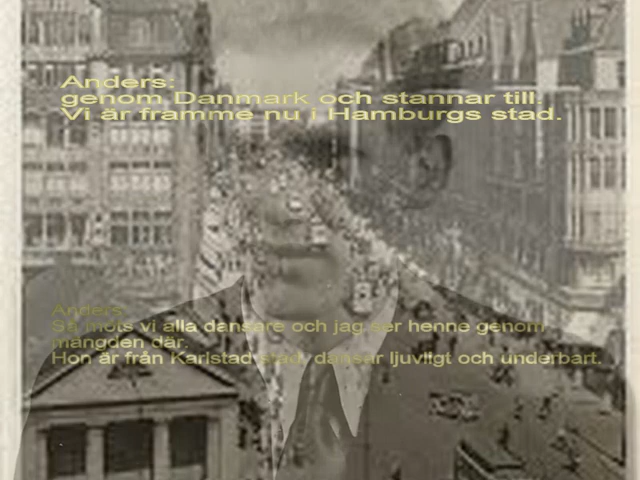 Anders:
genom Danmark och stannar till.
Vi är framme nu i Hamburgs stad.
Anders:
Så möts vi alla dansare och jag ser henne genom
mängden där.
Hon är från Karlstad stad, dansar ljuvligt och underbart.